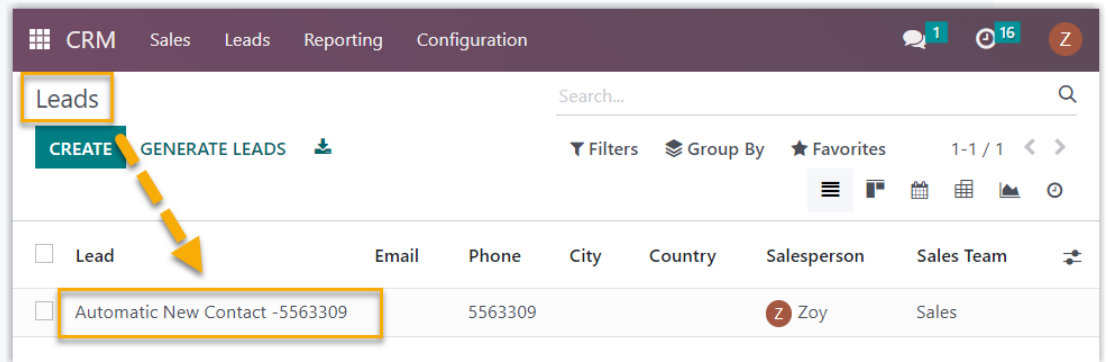 CRM Sales Leads Reporting Configuration 1 16 Z
Leads
Search...
CREATE GENERATE LEADS Filters Group By Favorites 1-1 / 1
Lead Email Phone City Country Salesperson Sales Team
Automatic New Contact -5563309 5563309 Z Zoy Sales